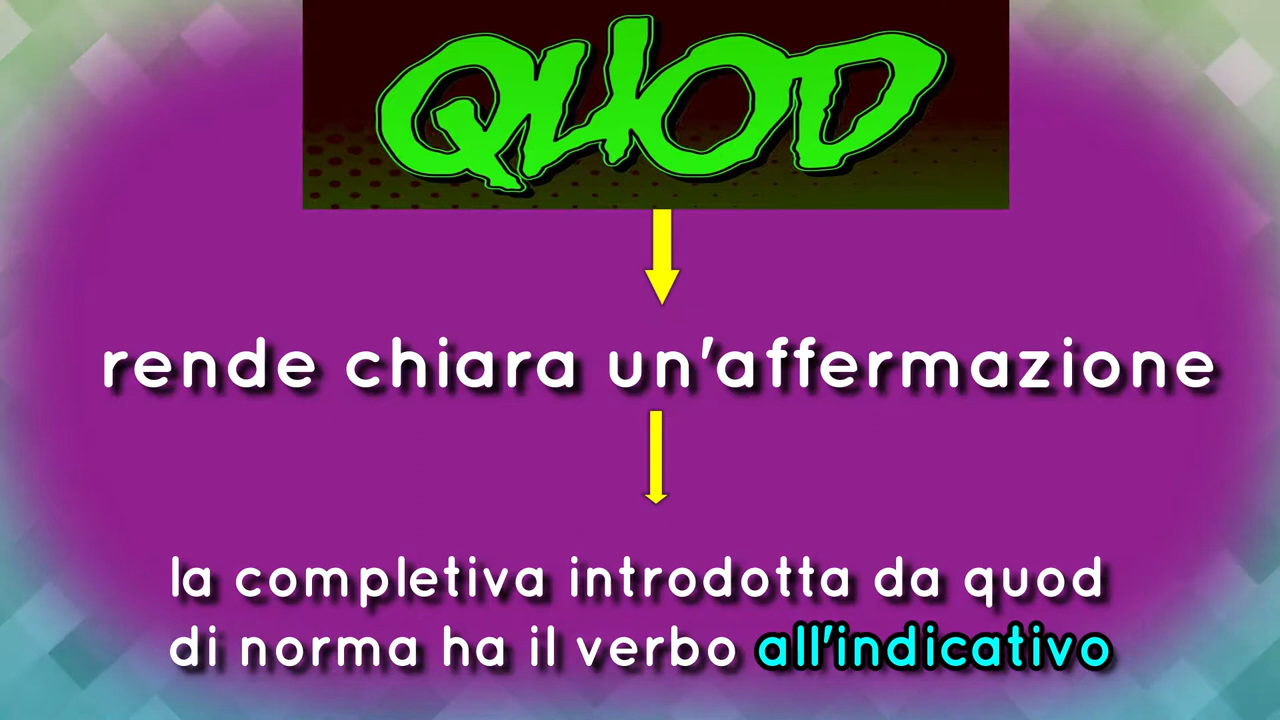 QUOD
rende chiara un'affermazione
la completiva introdotta da quod
di norma ha il verbo all'indicativo